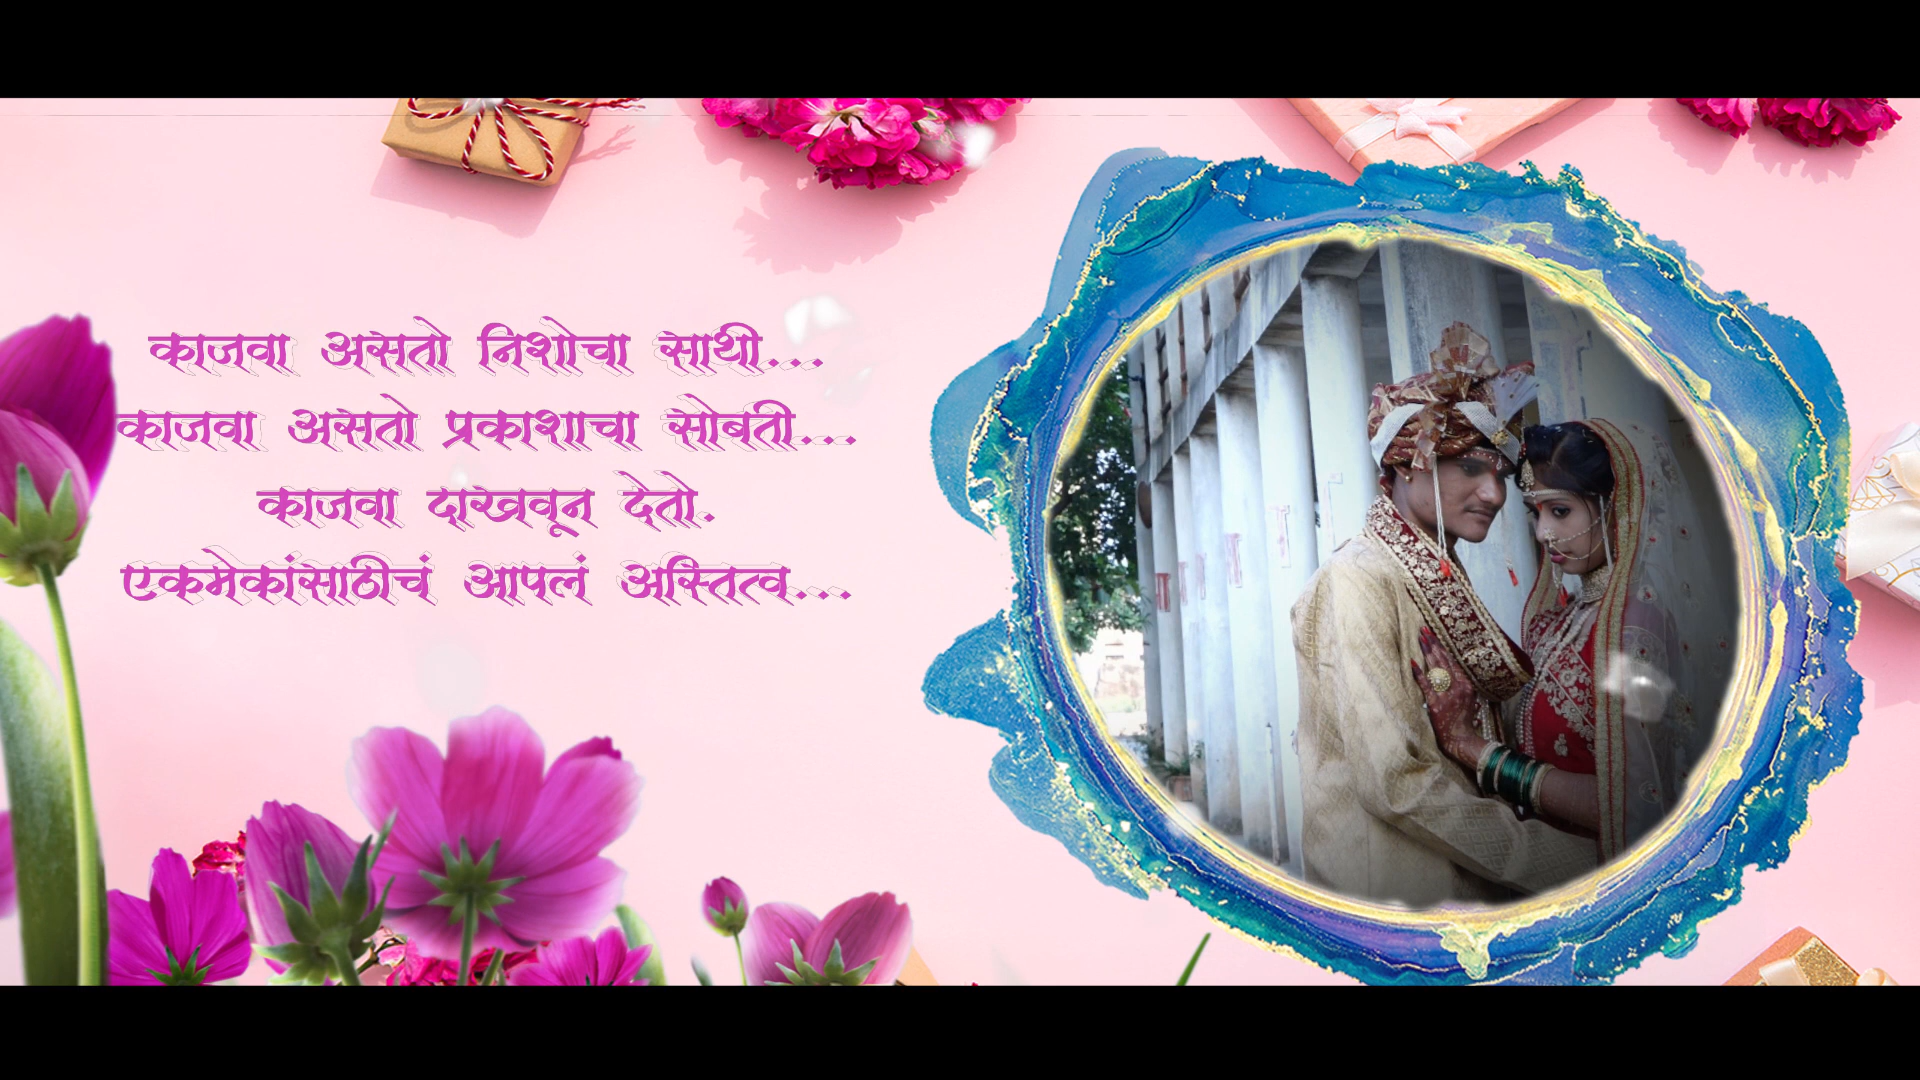 काजवा असतो निशोचा साथी...
काजवा असतो प्रकाशाचा सोबती...
काजवा दाखवून देतो.
एकमेकांसाठीचं आपलं अस्तित्व...